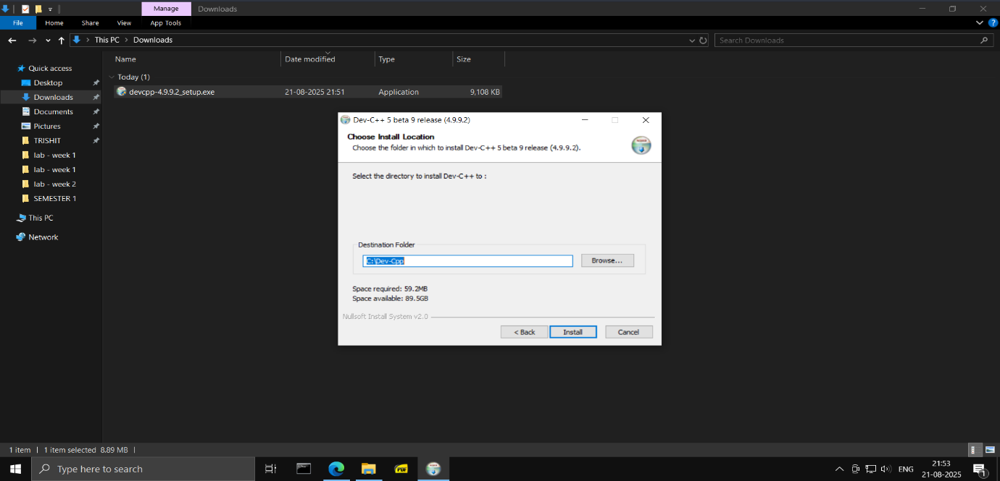 Manage Downloads
File Home Share View App Tools
This PC Downloads Search Downloads
Name Date modified Type Size
Quick access
Today (1)
Desktop
devcpp-4.9.9.2_setup.exe 21-08-2025 21:51 Application 9,108 KB
Downloads
Documents
Pictures
TRISHIT
lab - week 1
lab - week 1
lab - week 2
SEMESTER 1
This PC
Network
Dev-C++ 5 beta 9 release (4.9.9.2)
Choose Install Location
Choose the folder in which to install Dev-C++ 5 beta 9 release (4.9.9.2).
Select the directory to install Dev-C++ to :
Destination Folder
C:\Dev-Cpp Browse...
Space required: 59.2MB
Space available: 89.5GB
Nullsoft Install System v2.0
< Back Install Cancel
1 item 1 item selected 8.89 MB
Type here to search
PDF
ENG
21:53
21-08-2025
1